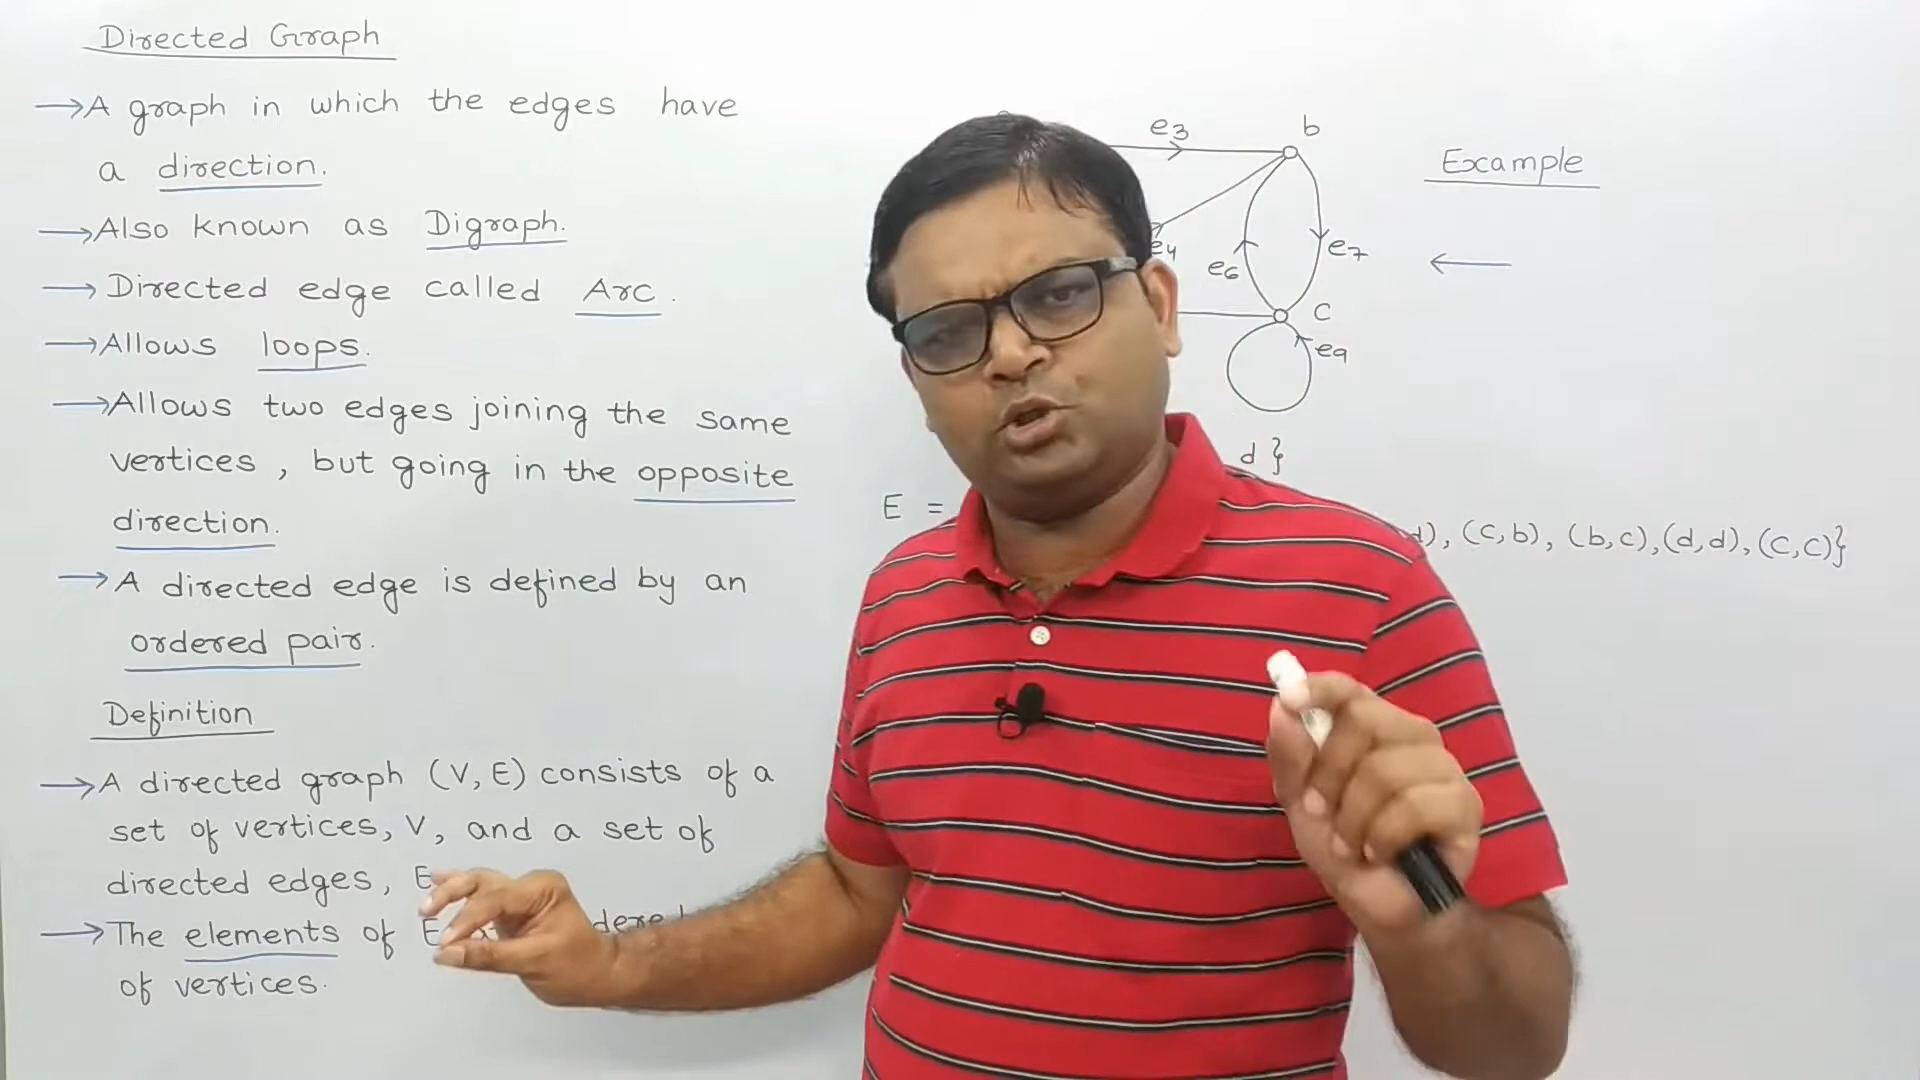 Directed Graph
→ A graph in which the edges have
a direction.
→ Also known as Digraph.
→ Directed edge called Arc.
→ Allows loops.
→ Allows two edges joining the same
vertices, but going in the opposite
direction.
→ A directed edge is defined by an
ordered pair.
Definition
→ A directed graph (V, E) consists of a
set of vertices, V, and a set of
directed edges, E
→ The elements of E
of vertices.
e3
b
Example
e4
e6
e7
←
c
e9
d }
E =
d), (c,b), (b,c), (d,d), (c,c)}